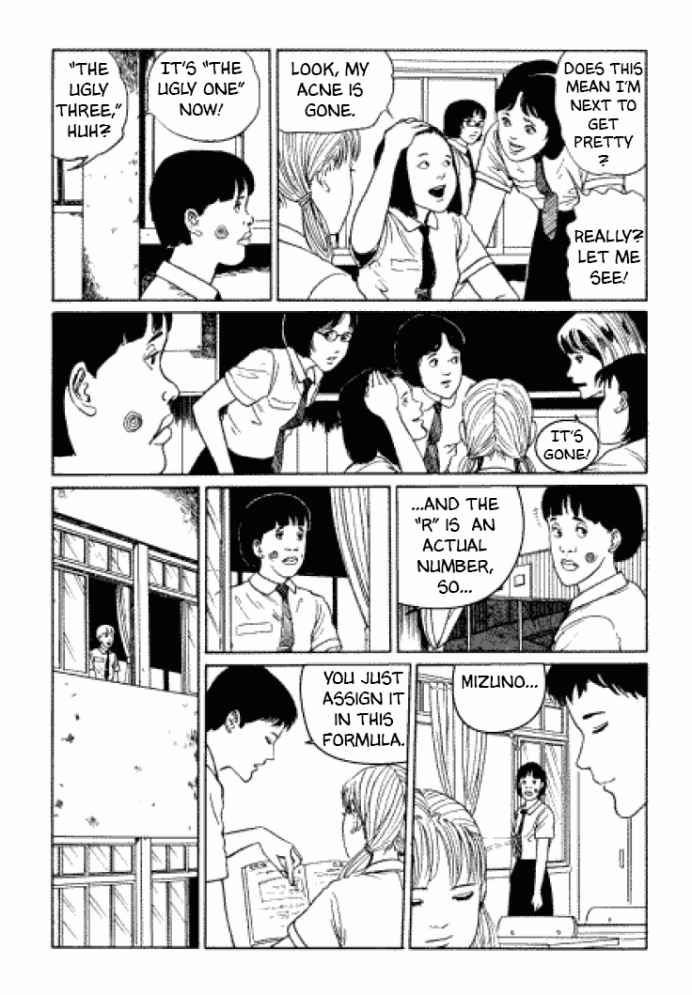 "THE
UGLY
THREE,"
HUH?
IT'S "THE
UGLY ONE"
NOW!
LOOK, MY
ACNE IS
GONE.
DOES THIS
MEAN I'M
NEXT TO
GET
PRETTY
?
REALLY?
LET ME
SEE!
IT'S
GONE!
...AND THE
"R" IS AN
ACTUAL
NUMBER,
SO...
YOU JUST
ASSIGN IT
IN THIS
FORMULA.
MIZUNO...